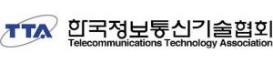 TTA 한국정보통신기술협회
Telecommunications Technology Association